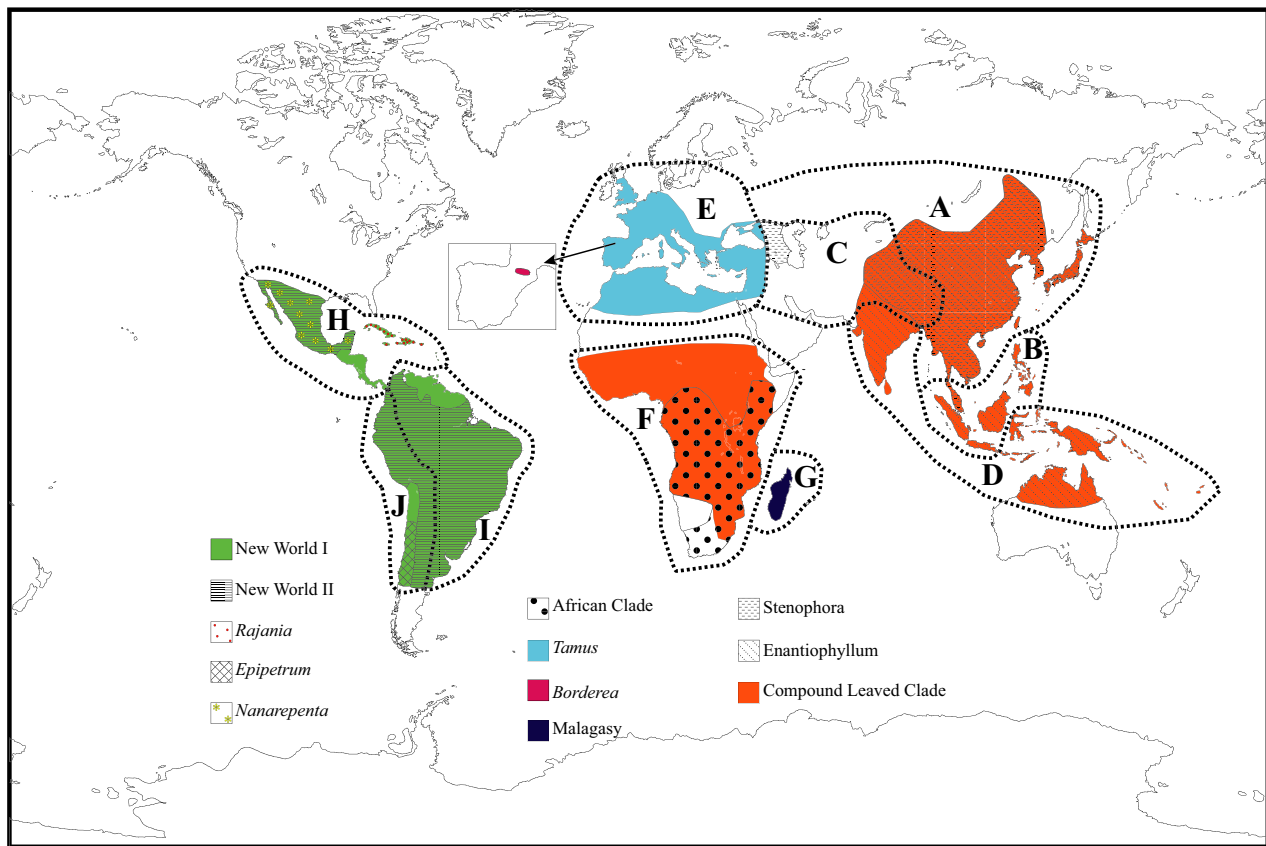 A
E
C
H
B
F
G
D
J
I
New World I
New World II
Rajania
Epipetrum
Nanarepenta
African Clade
Tamus
Borderea
Malagasy
Stenophora
Enantiophyllum
Compound Leaved Clade